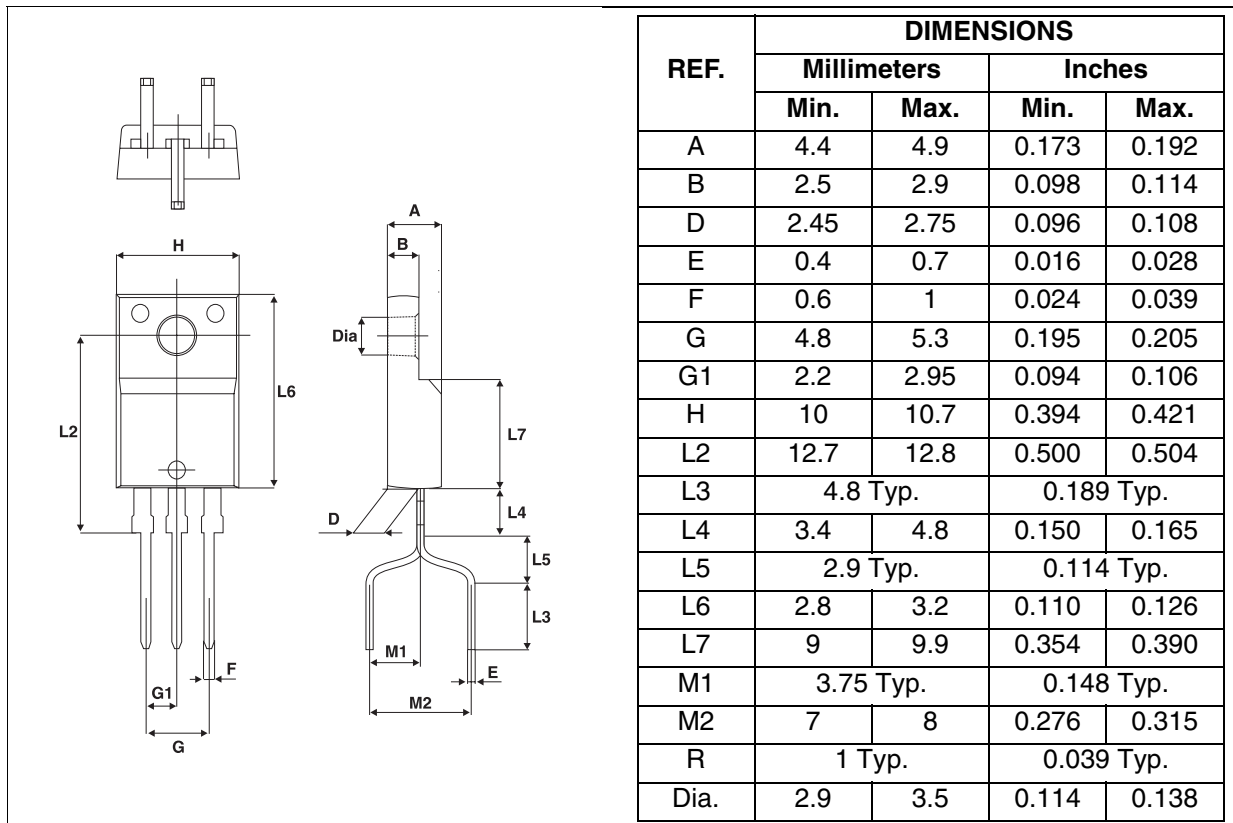 H
L6
L2
F
G1
G
A
B
Dia
L7
L4
D
L5
L3
M1
E
M2
REF. DIMENSIONS
Millimeters Inches
Min. Max. Min. Max.
A 4.4 4.9 0.173 0.192
B 2.5 2.9 0.098 0.114
D 2.45 2.75 0.096 0.108
E 0.4 0.7 0.016 0.028
F 0.6 1 0.024 0.039
G 4.8 5.3 0.195 0.205
G1 2.2 2.95 0.094 0.106
H 10 10.7 0.394 0.421
L2 12.7 12.8 0.500 0.504
L3 4.8 Typ. 0.189 Typ.
L4 3.4 4.8 0.150 0.165
L5 2.9 Typ. 0.114 Typ.
L6 2.8 3.2 0.110 0.126
L7 9 9.9 0.354 0.390
M1 3.75 Typ. 0.148 Typ.
M2 7 8 0.276 0.315
R 1 Typ. 0.039 Typ.
Dia. 2.9 3.5 0.114 0.138